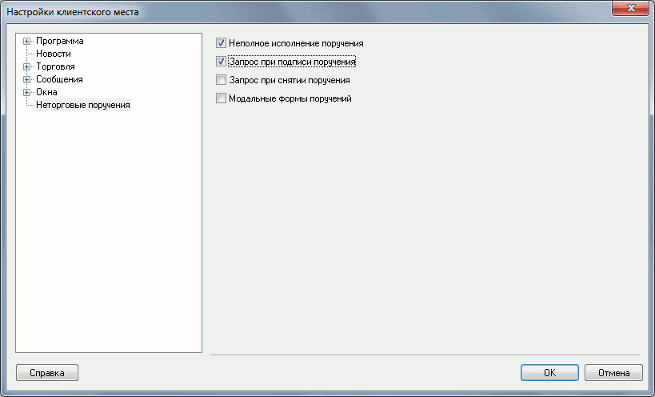 Настройки клиентского места
Программа
Новости
Торговля
Сообщения
Окна
Неторговые поручения
Неполное исполнение поручения
Запрос при подписи поручения
Запрос при снятии поручения
Модальные формы поручений
Справка
OK
Отмена